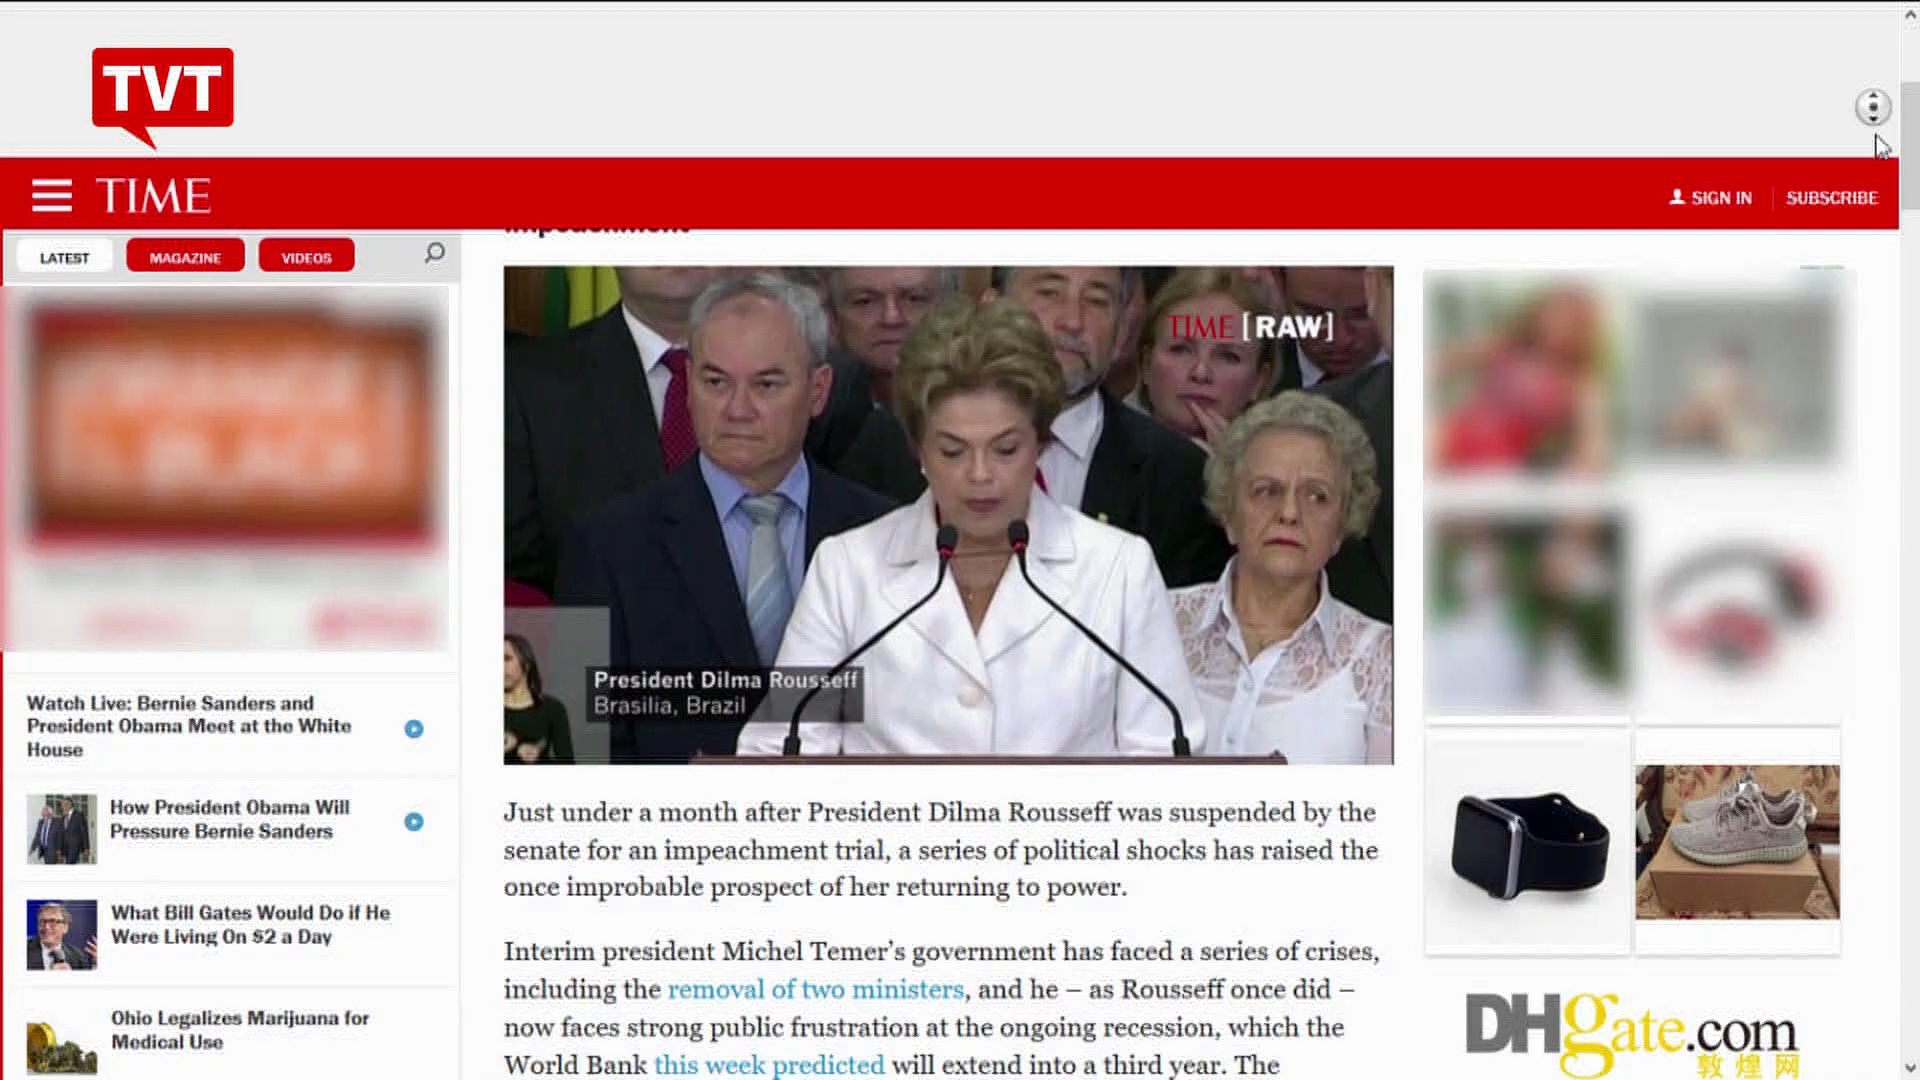 TVT
TIME
SIGN IN
SUBSCRIBE
LATEST
MAGAZINE
VIDEOS
impeachment
TIME [RAW]
President Dilma Rousseff
Brasilia, Brazil
Watch Live: Bernie Sanders and
President Obama Meet at the White
House
How President Obama Will
Pressure Bernie Sanders
What Bill Gates Would Do if He
Were Living On $2 a Day
Ohio Legalizes Marijuana for
Medical Use
Just under a month after President Dilma Rousseff was suspended by the
senate for an impeachment trial, a series of political shocks has raised the
once improbable prospect of her returning to power.
Interim president Michel Temer’s government has faced a series of crises,
including the removal of two ministers, and he – as Rousseff once did –
now faces strong public frustration at the ongoing recession, which the
World Bank this week predicted will extend into a third year. The
DHgate.com
敦煌网